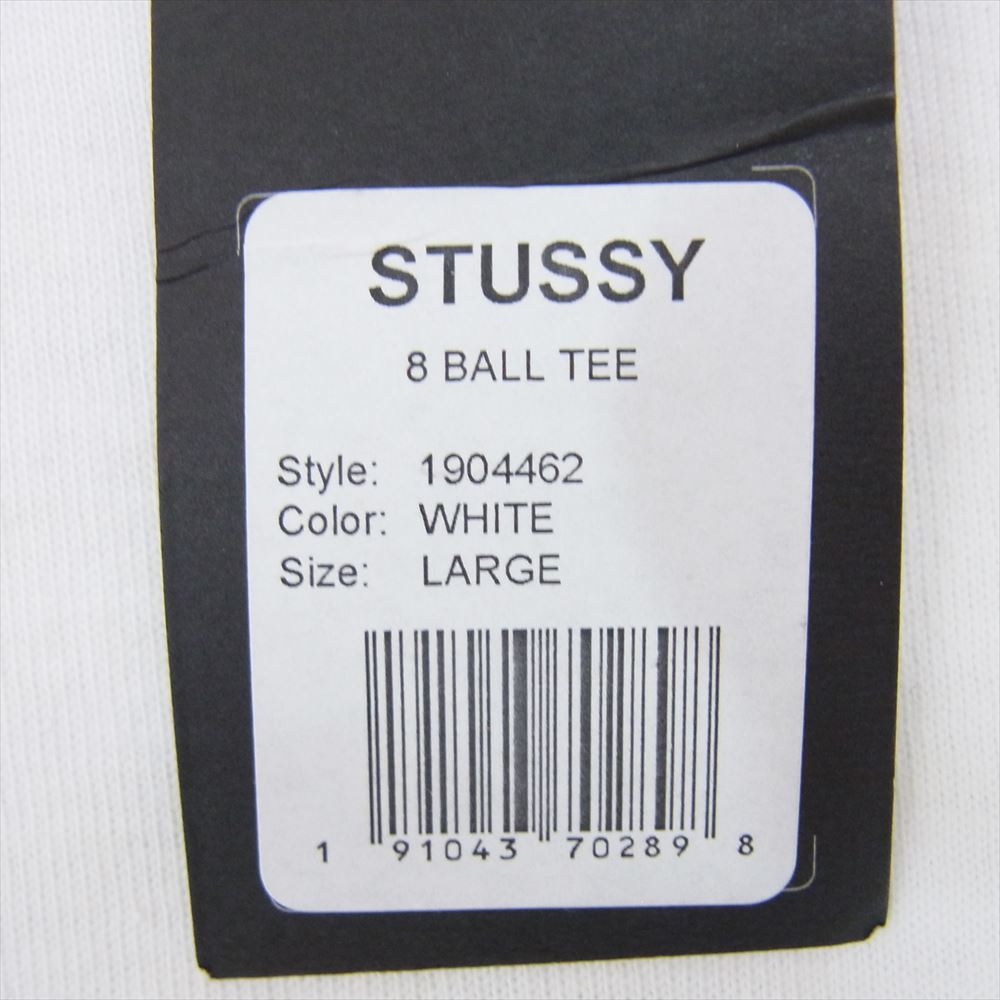 STUSSY
8 BALL TEE
Style: 1904462
Color: WHITE
Size: LARGE
1 91043 70289 8